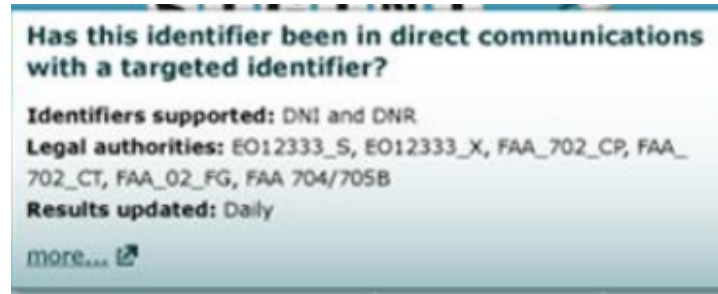 Has this identifier been in direct communications
with a targeted identifier?
Identifiers supported: DNI and DNR
Legal authorities: EO12333_S, EO12333_X, FAA_702_CP, FAA_
702_CT, FAA_02_FG, FAA 704/705B
Results updated: Daily
more...